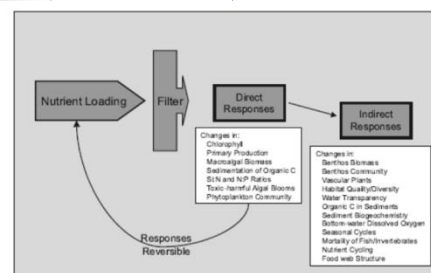 Nutrient Loading
Filter
Direct
Responses
Changes in:
Chlorophyll
Primary Production
Macroalgal Biomass
Sedimentation of Organic C
Si:N and N:P Ratios
Toxic-harmful Algal Blooms
Phytoplankton Community
Indirect
Responses
Changes in:
Benthos Biomass
Benthos Community
Vascular Plants
Habitat Quality/Diversity
Water Transparency
Organic C in Sediments
Sediment Biogeochemistry
Bottom-water Dissolved Oxygen
Seasonal Cycles
Mortality of Fish/Invertebrates
Nutrient Cycling
Food web Structure
Responses
Reversible